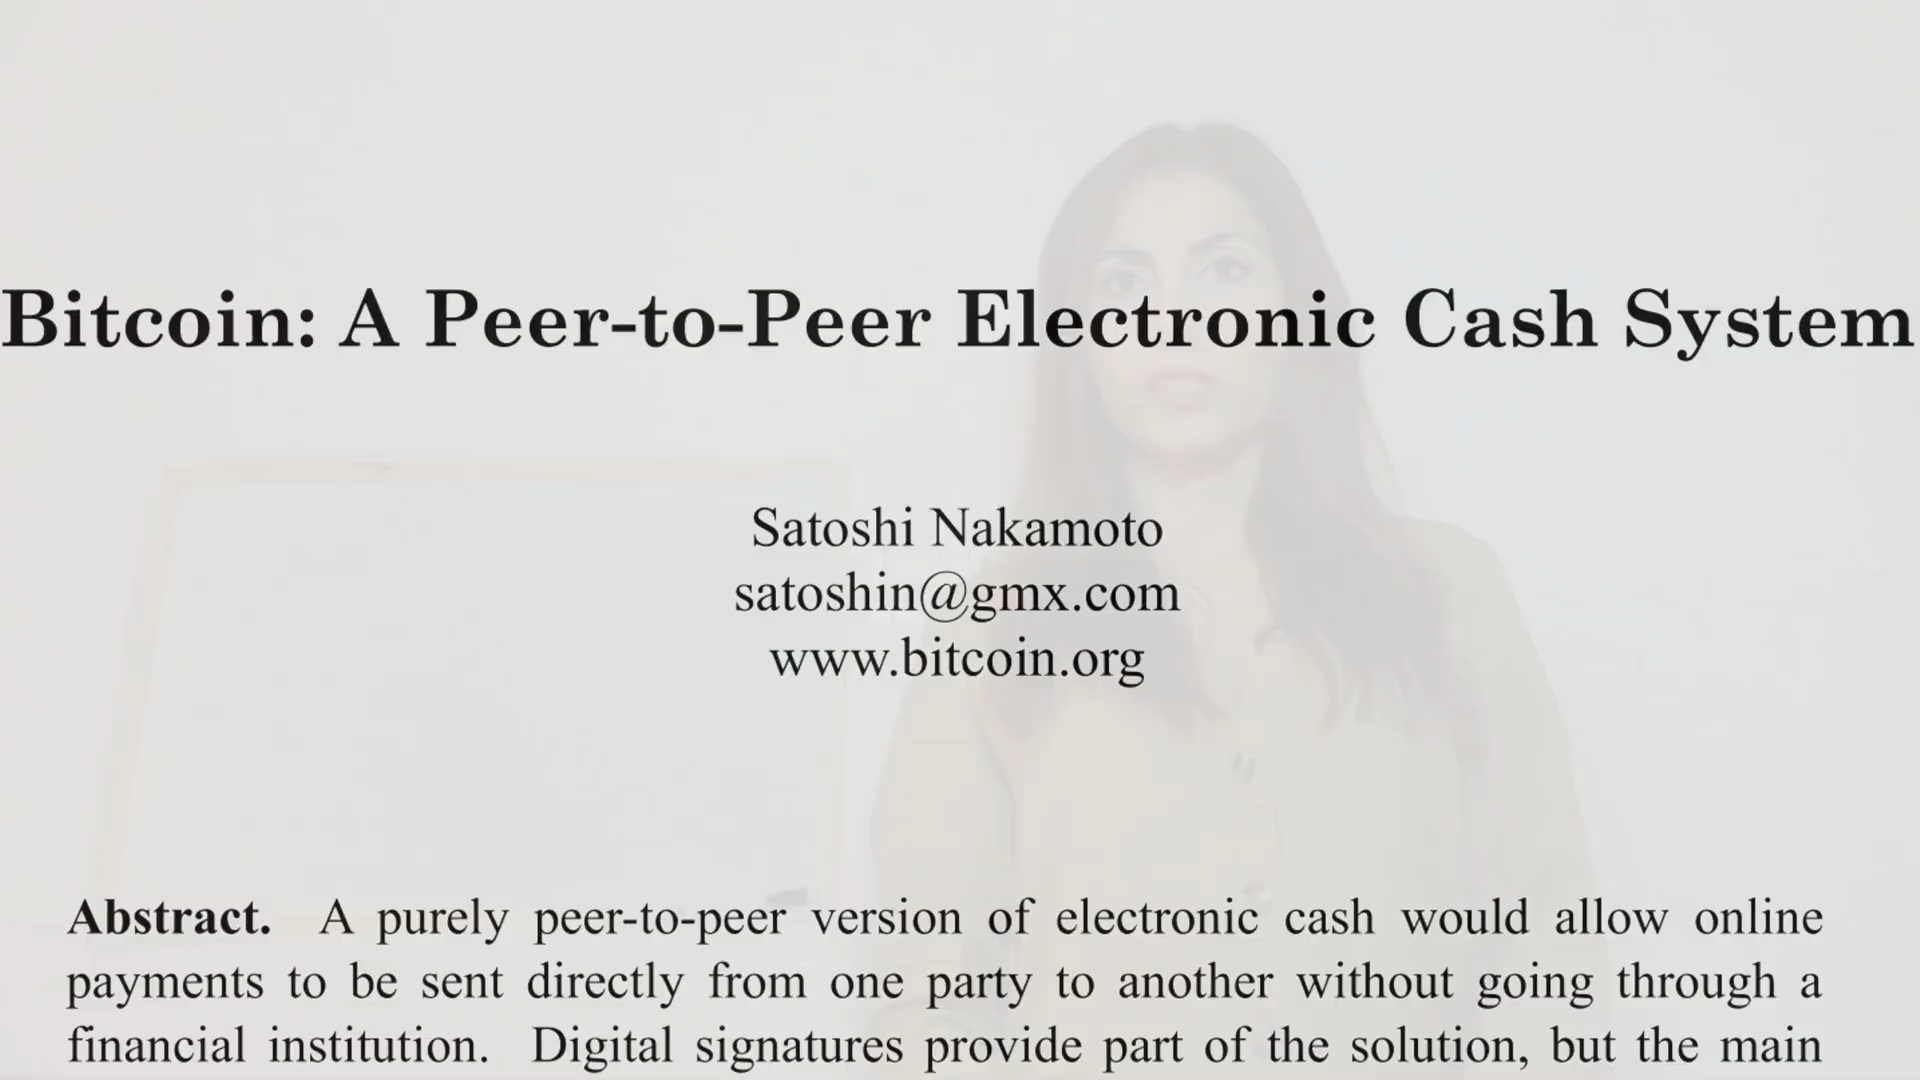 Bitcoin: A Peer-to-Peer Electronic Cash System
Satoshi Nakamoto
satoshin@gmx.com
www.bitcoin.org
Abstract. A purely peer-to-peer version of electronic cash would allow online
payments to be sent directly from one party to another without going through a
financial institution. Digital signatures provide part of the solution, but the main